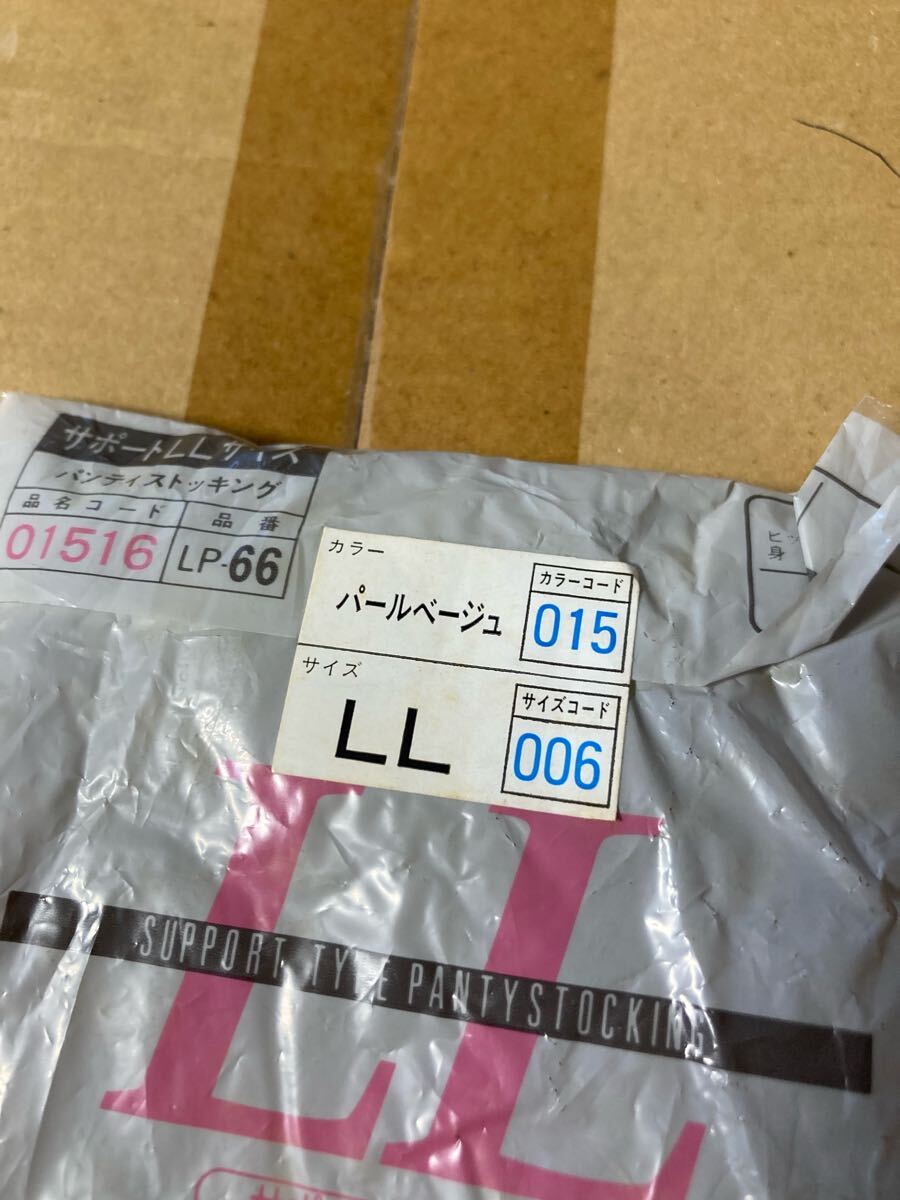 サポートLLサイズ
パンティストッキング
品名コード
品番
01516
LP-66
カラー
パールベージュ
カラーコード
015
サイズ
LL
サイズコード
006
ヒッ
身
LL
SUPPORT TYPE PANTYSTOCKING